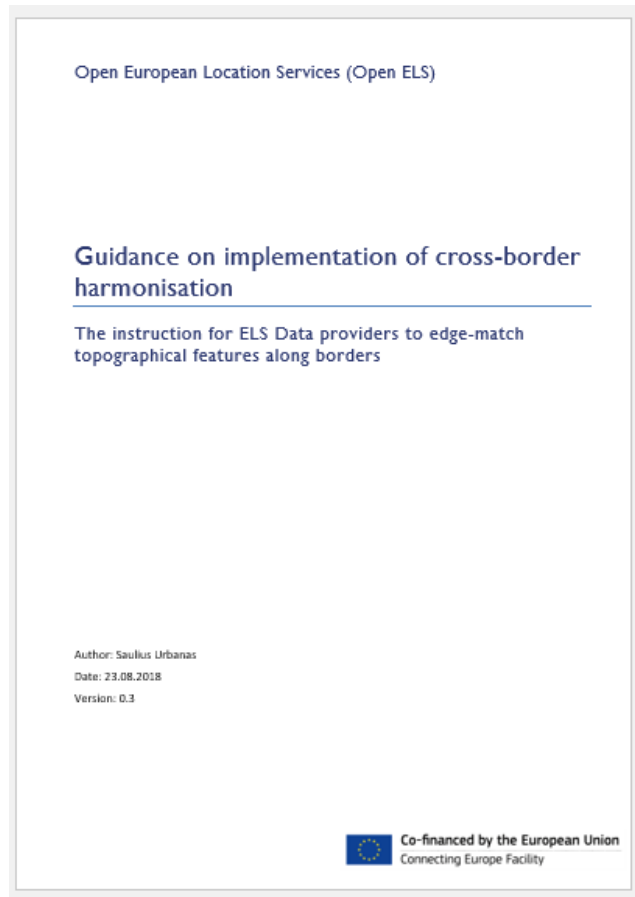 Open European Location Services (Open ELS)
Guidance on implementation of cross-border
harmonisation
The instruction for ELS Data providers to edge-match
topographical features along borders
Author: Saulius Urbanas
Date: 23.08.2018
Version: 0.3
Co-financed by the European Union
Connecting Europe Facility